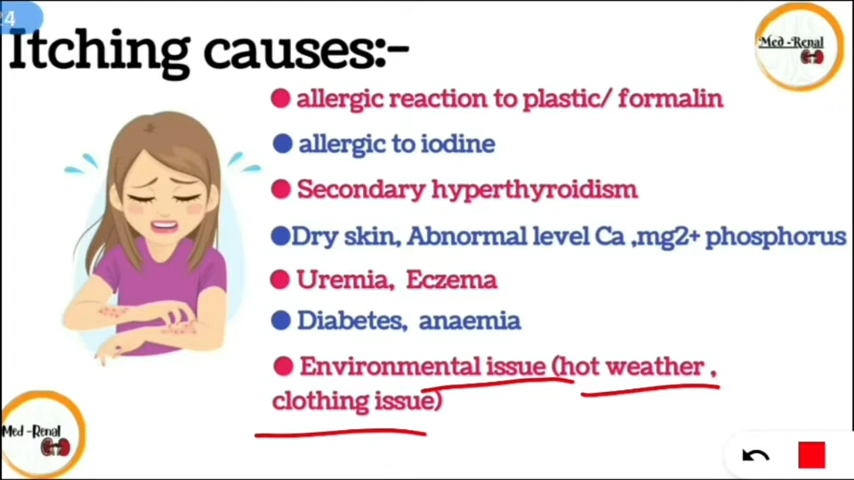 24
Itching causes:-
Med-Renal
allergic reaction to plastic/ formalin
allergic to iodine
Secondary hyperthyroidism
Dry skin, Abnormal level Ca ,mg2+ phosphorus
Uremia, Eczema
Diabetes, anaemia
Environmental issue (hot weather ,
clothing issue)
Med-Renal